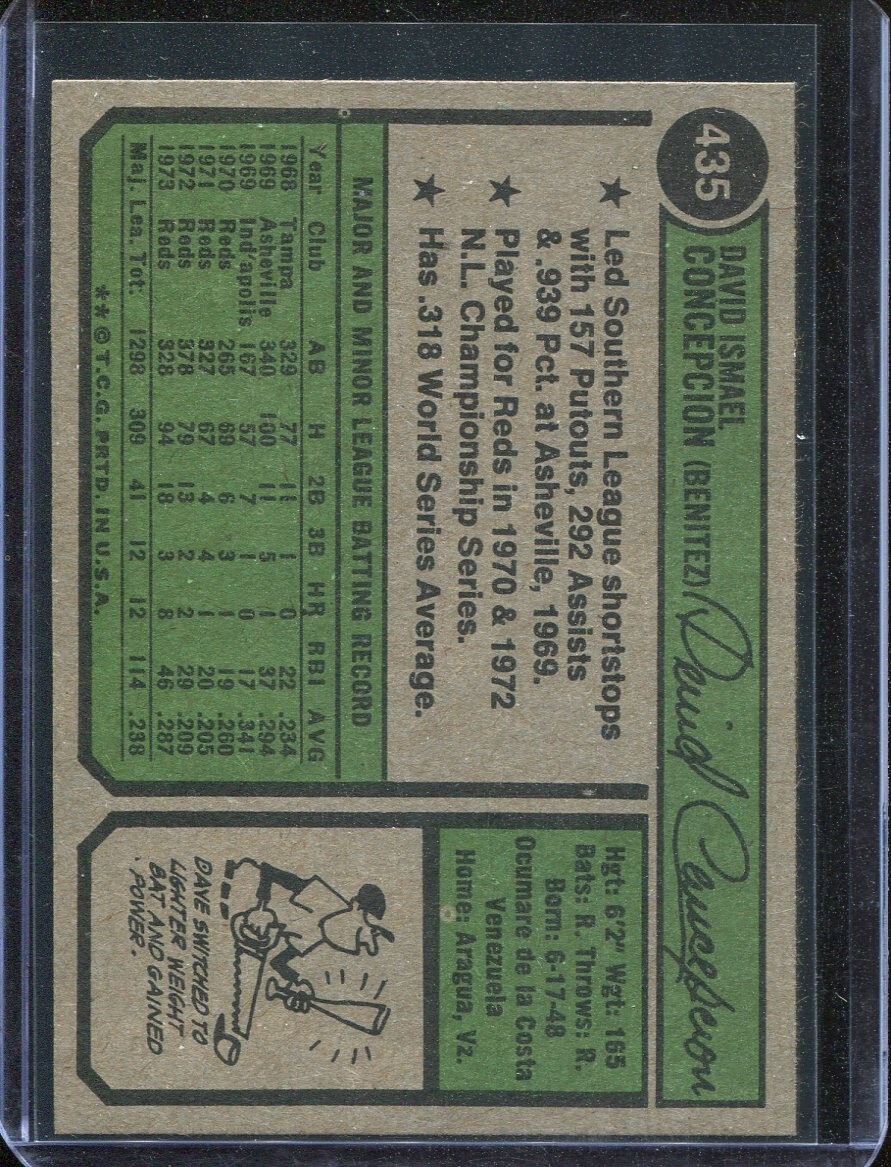 435
DAVID ISMAEL
CONCEPCION (BENITEZ)
David Concepcion
★ Led Southern League shortstops
with 157 Putouts, 292 Assists
& .939 Pct. at Asheville, 1969.
★ Played for Reds in 1970 & 1972
N.L. Championship Series.
★ Has .318 World Series Average.
MAJOR AND MINOR LEAGUE BATTING RECORD
Year Club AB H 2B 3B HR RBI AVG
1968 Tampa 329 77 11 1 0 22 .234
1969 Asheville 340 100 11 5 1 37 .294
1969 Ind'apolis 167 57 7 1 0 17 .341
1970 Reds 265 69 6 3 1 19 .260
1971 Reds 327 67 4 4 1 20 .205
1972 Reds 378 79 13 2 2 29 .209
1973 Reds 328 94 18 3 8 46 .287
Maj. Lea. Tot. 1298 309 41 12 12 114 .238
** © T.C.G. PRTD. IN U.S.A.
Hgt: 6'2" Wgt: 165
Bats: R. Throws: R.
Born: 6-17-48
Ocumare de la Costa
Venezuela
Home: Aragua, Vz.
DAVE SWITCHED TO
LIGHTER WEIGHT
BAT AND GAINED
POWER.